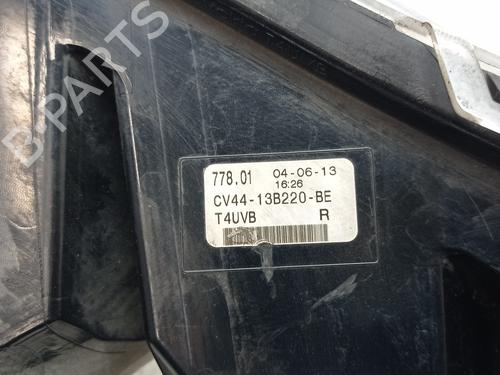 B-PARTS
778.01 04-06-13
16:26
CV44-13B220-BE
T4UVB R